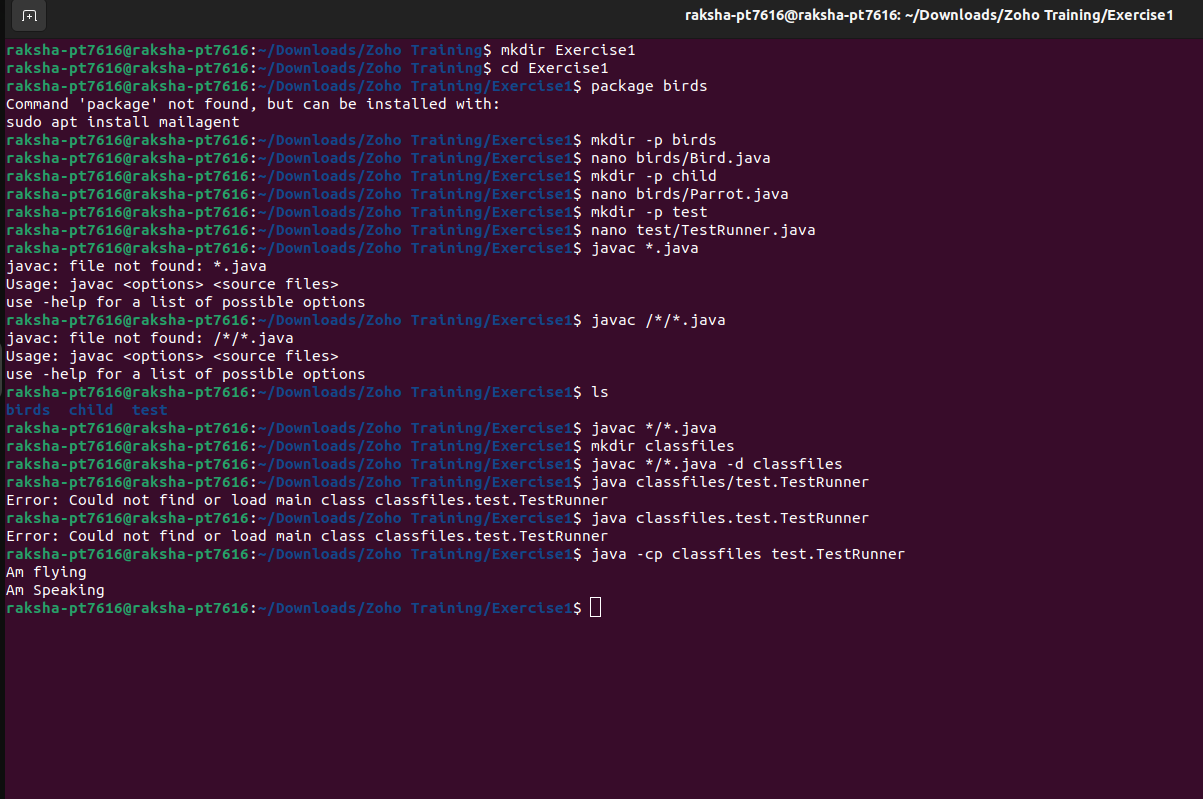 raksha-pt7616@raksha-pt7616: ~/Downloads/Zoho Training/Exercise1
raksha-pt7616@raksha-pt7616:~/Downloads/Zoho Training$ mkdir Exercise1
raksha-pt7616@raksha-pt7616:~/Downloads/Zoho Training$ cd Exercise1
raksha-pt7616@raksha-pt7616:~/Downloads/Zoho Training/Exercise1$ package birds
Command 'package' not found, but can be installed with:
sudo apt install mailagent
raksha-pt7616@raksha-pt7616:~/Downloads/Zoho Training/Exercise1$ mkdir -p birds
raksha-pt7616@raksha-pt7616:~/Downloads/Zoho Training/Exercise1$ nano birds/Bird.java
raksha-pt7616@raksha-pt7616:~/Downloads/Zoho Training/Exercise1$ mkdir -p child
raksha-pt7616@raksha-pt7616:~/Downloads/Zoho Training/Exercise1$ nano birds/Parrot.java
raksha-pt7616@raksha-pt7616:~/Downloads/Zoho Training/Exercise1$ mkdir -p test
raksha-pt7616@raksha-pt7616:~/Downloads/Zoho Training/Exercise1$ nano test/TestRunner.java
raksha-pt7616@raksha-pt7616:~/Downloads/Zoho Training/Exercise1$ javac *.java
javac: file not found: *.java
Usage: javac <options> <source files>
use -help for a list of possible options
raksha-pt7616@raksha-pt7616:~/Downloads/Zoho Training/Exercise1$ javac /*/*.java
javac: file not found: /*/*.java
Usage: javac <options> <source files>
use -help for a list of possible options
raksha-pt7616@raksha-pt7616:~/Downloads/Zoho Training/Exercise1$ ls
birds  child  test
raksha-pt7616@raksha-pt7616:~/Downloads/Zoho Training/Exercise1$ javac */*.java
raksha-pt7616@raksha-pt7616:~/Downloads/Zoho Training/Exercise1$ mkdir classfiles
raksha-pt7616@raksha-pt7616:~/Downloads/Zoho Training/Exercise1$ javac */*.java -d classfiles
raksha-pt7616@raksha-pt7616:~/Downloads/Zoho Training/Exercise1$ java classfiles/test.TestRunner
Error: Could not find or load main class classfiles.test.TestRunner
raksha-pt7616@raksha-pt7616:~/Downloads/Zoho Training/Exercise1$ java classfiles.test.TestRunner
Error: Could not find or load main class classfiles.test.TestRunner
raksha-pt7616@raksha-pt7616:~/Downloads/Zoho Training/Exercise1$ java -cp classfiles test.TestRunner
Am flying
Am Speaking
raksha-pt7616@raksha-pt7616:~/Downloads/Zoho Training/Exercise1$